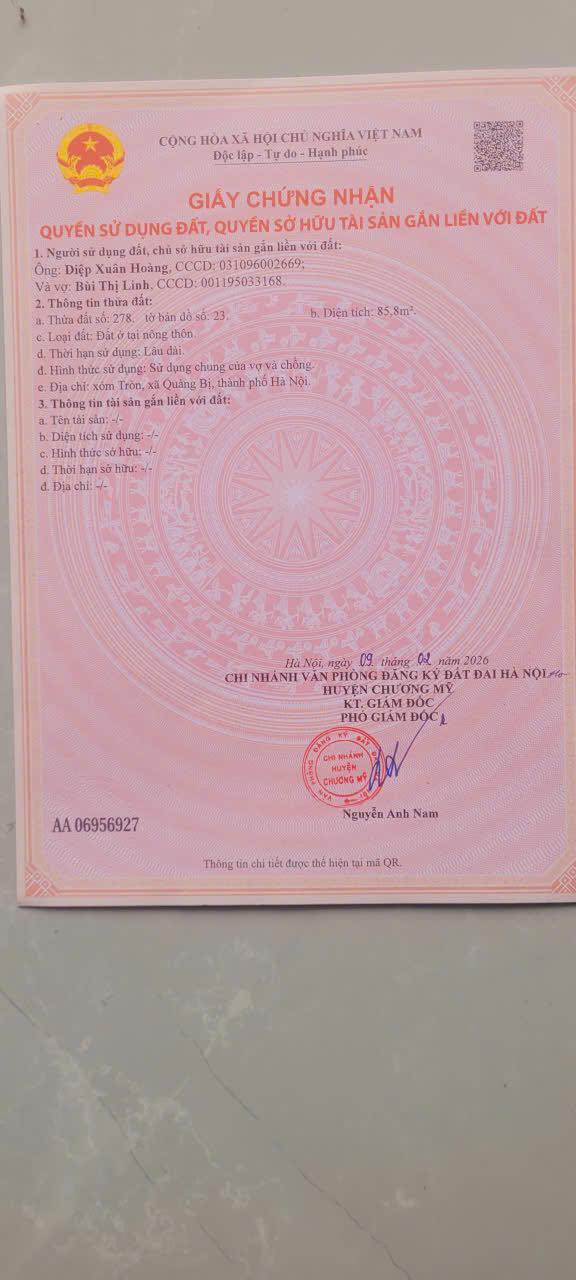 CỘNG HÒA XÃ HỘI CHỦ NGHĨA VIỆT NAM
Độc lập - Tự do - Hạnh phúc
GIẤY CHỨNG NHẬN
QUYỀN SỬ DỤNG ĐẤT, QUYỀN SỞ HỮU TÀI SẢN GẮN LIỀN VỚI ĐẤT
1. Người sử dụng đất, chủ sở hữu tài sản gắn liền với đất:
Ông: Diệp Xuân Hoàng, CCCD: 031096002669;
Và vợ: Bùi Thị Linh, CCCD: 001195033168.
2. Thông tin thửa đất:
a. Thửa đất số: 278. tờ bản đồ số: 23. b. Diện tích: 85,8m².
c. Loại đất: Đất ở tại nông thôn.
d. Thời hạn sử dụng: Lâu dài.
đ. Hình thức sử dụng: Sử dụng chung của vợ và chồng.
e. Địa chỉ: xóm Tròn, xã Quảng Bị, thành phố Hà Nội.
3. Thông tin tài sản gắn liền với đất:
a. Tên tài sản: -/-
b. Diện tích sử dụng: -/-
c. Hình thức sở hữu: -/-
d. Thời hạn sở hữu: -/-
đ. Địa chỉ: -/-
Hà Nội, ngày 09 tháng 02 năm 2026
CHI NHÁNH VĂN PHÒNG ĐĂNG KÝ ĐẤT ĐAI HÀ NỘI
HUYỆN CHƯƠNG MỸ
KT. GIÁM ĐỐC
PHÓ GIÁM ĐỐC
VĂN PHÒNG ĐĂNG KÝ ĐẤT
CHI NHÁNH
HUYỆN
CHƯƠNG MỸ
Nguyễn Anh Nam
AA 06956927
Thông tin chi tiết được thể hiện tại mã QR.